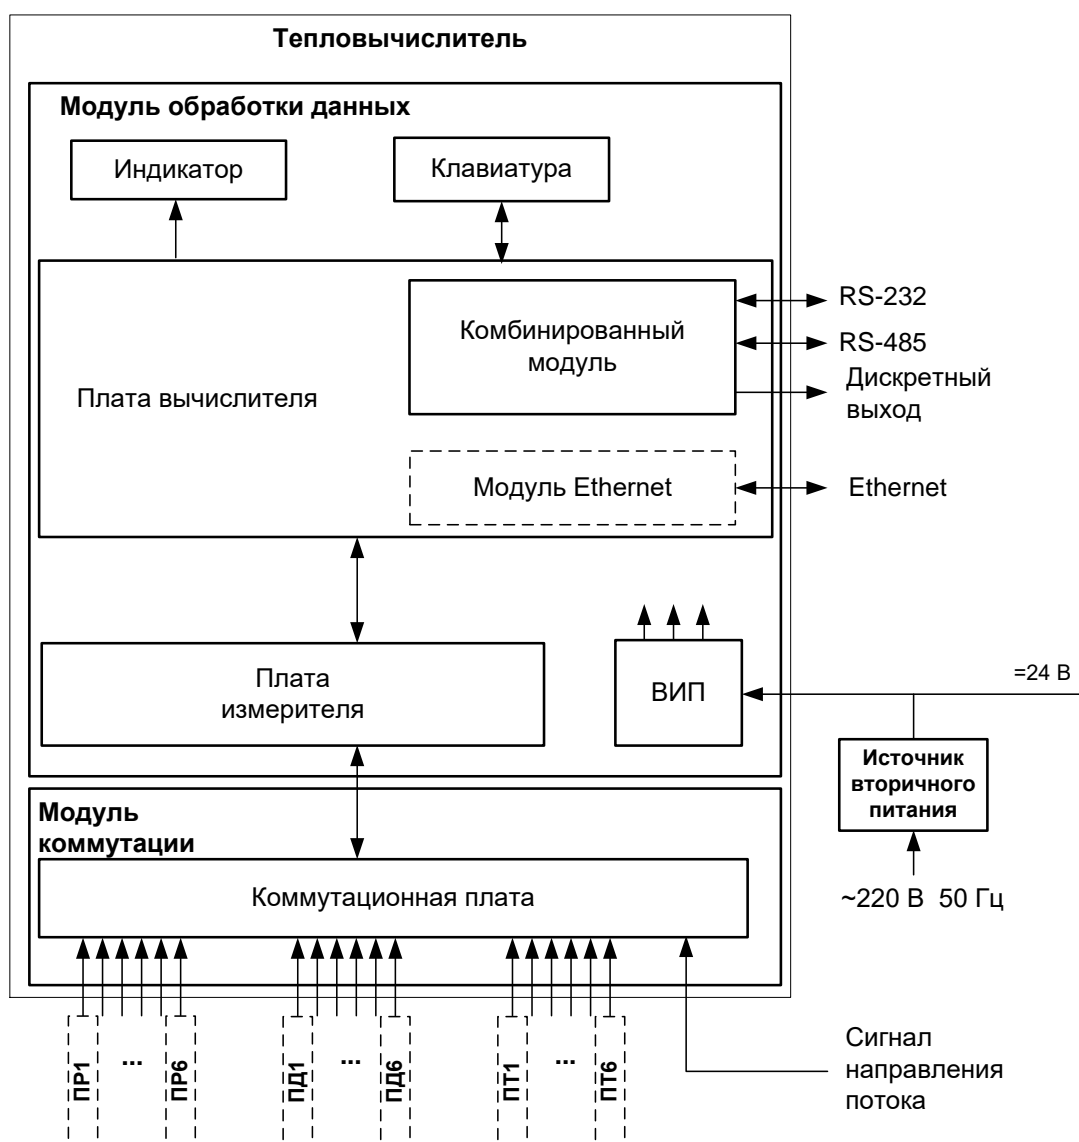 Тепловычислитель
Модуль обработки данных
Индикатор
Клавиатура
Комбинированный
модуль
RS-232
RS-485
Дискретный
выход
Плата вычислителя
Модуль Ethernet
Ethernet
Плата
измерителя
ВИП
=24 В
Источник
вторичного
питания
~220 В 50 Гц
Модуль
коммутации
Коммутационная плата
ПР1
...
ПР6
ПД1
...
ПД6
ПТ1
...
ПТ6
Сигнал
направления
потока